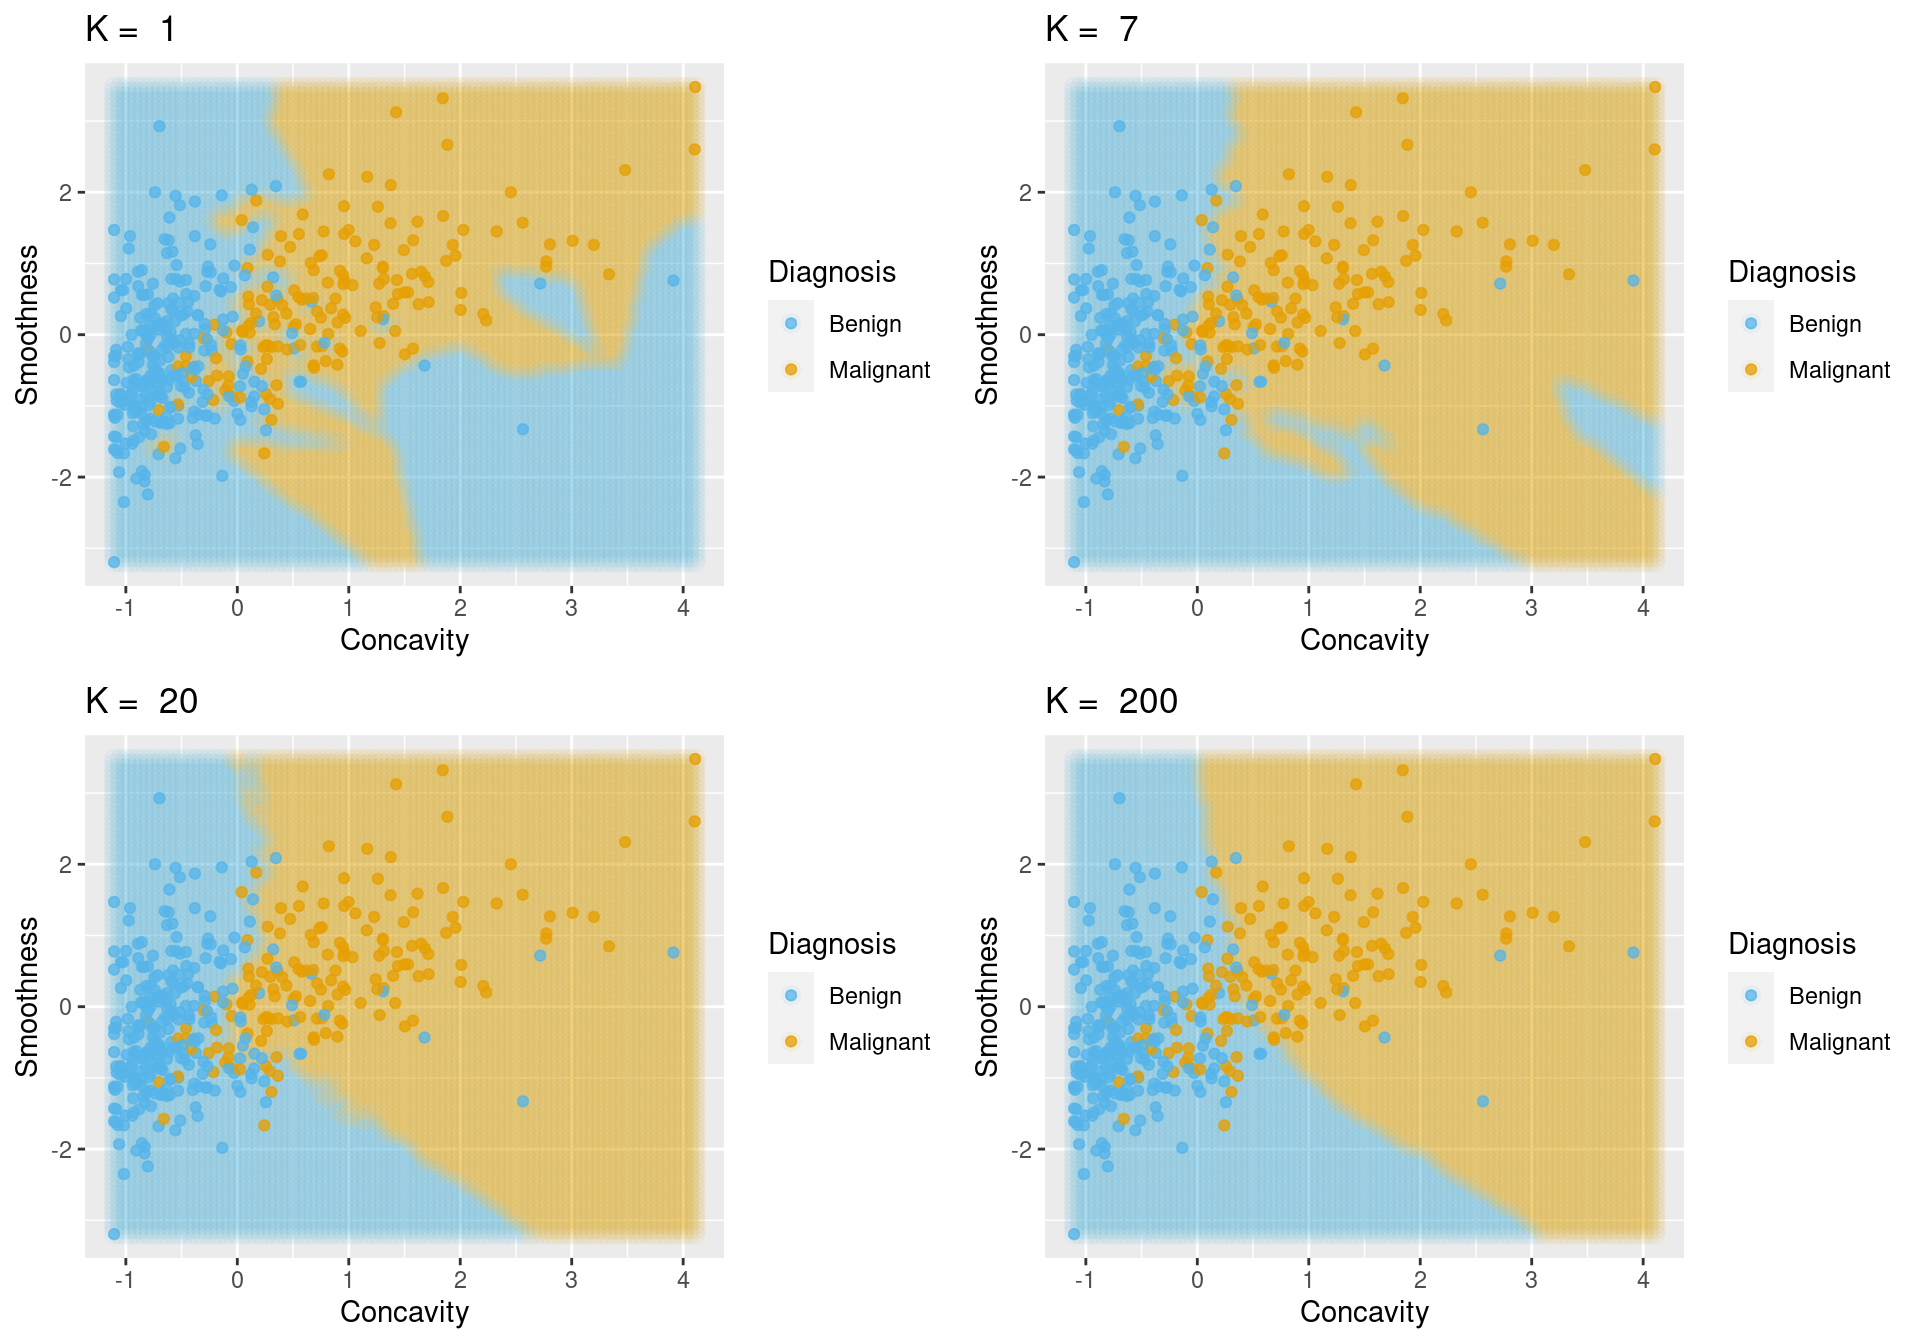 K =  1
Smoothness
2
0
-2
-1 0 1 2 3 4
Concavity
Diagnosis
Benign
Malignant
K =  7
Smoothness
2
0
-2
-1 0 1 2 3 4
Concavity
Diagnosis
Benign
Malignant
K =  20
Smoothness
2
0
-2
-1 0 1 2 3 4
Concavity
Diagnosis
Benign
Malignant
K =  200
Smoothness
2
0
-2
-1 0 1 2 3 4
Concavity
Diagnosis
Benign
Malignant